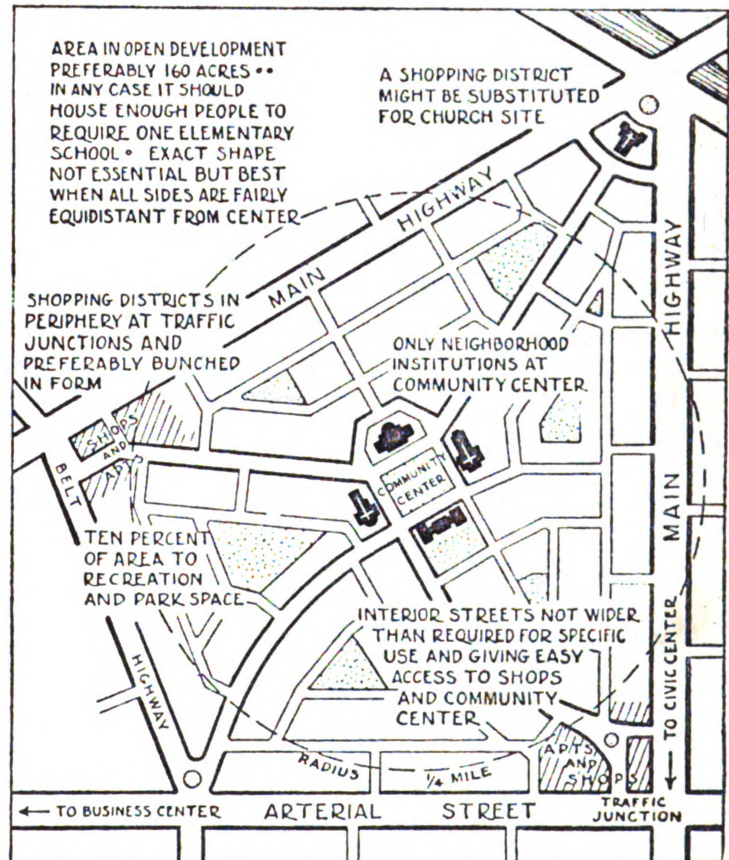 AREA IN OPEN DEVELOPMENT
PREFERABLY 160 ACRES • •
IN ANY CASE IT SHOULD
HOUSE ENOUGH PEOPLE TO
REQUIRE ONE ELEMENTARY
SCHOOL • EXACT SHAPE
NOT ESSENTIAL BUT BEST
WHEN ALL SIDES ARE FAIRLY
EQUIDISTANT FROM CENTER
A SHOPPING DISTRICT
MIGHT BE SUBSTITUTED
FOR CHURCH SITE
MAIN HIGHWAY
HIGHWAY
MAIN
SHOPPING DISTRICTS IN
PERIPHERY AT TRAFFIC
JUNCTIONS AND
PREFERABLY BUNCHED
IN FORM
ONLY NEIGHBORHOOD
INSTITUTIONS AT
COMMUNITY CENTER
SHOPS
AND
APTS
BELT
HIGHWAY
COMMUNITY
CENTER
TEN PERCENT
OF AREA TO
RECREATION
AND PARK SPACE
INTERIOR STREETS NOT WIDER
THAN REQUIRED FOR SPECIFIC
USE AND GIVING EASY
ACCESS TO SHOPS
AND COMMUNITY
CENTER
TO CIVIC CENTER
RADIUS 1/4 MILE
APTS
AND
SHOPS
← TO BUSINESS CENTER
ARTERIAL STREET
TRAFFIC
JUNCTION